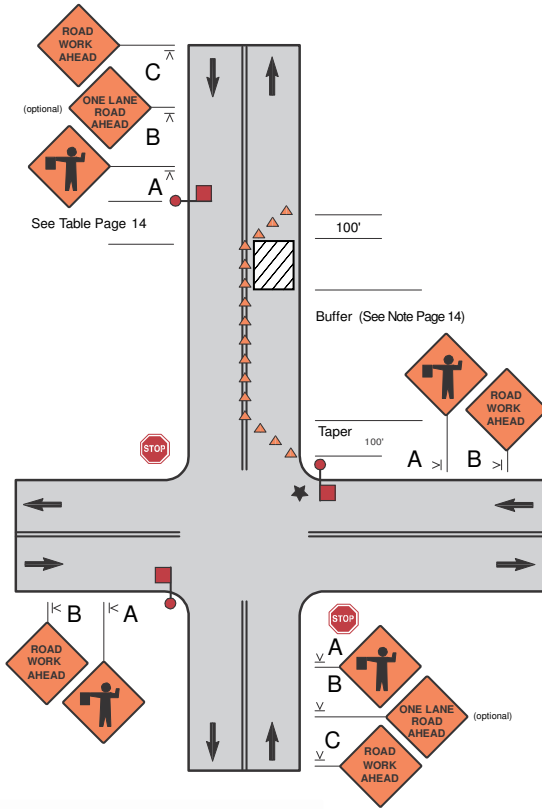 ROAD
WORK
AHEAD
C
(optional)
ONE LANE
ROAD
AHEAD
B
A
See Table Page 14
100'
Buffer (See Note Page 14)
ROAD
WORK
AHEAD
Taper
100'
STOP
A
B
B
A
ROAD
WORK
AHEAD
STOP
A
B
ONE LANE
ROAD
AHEAD
(optional)
C
ROAD
WORK
AHEAD